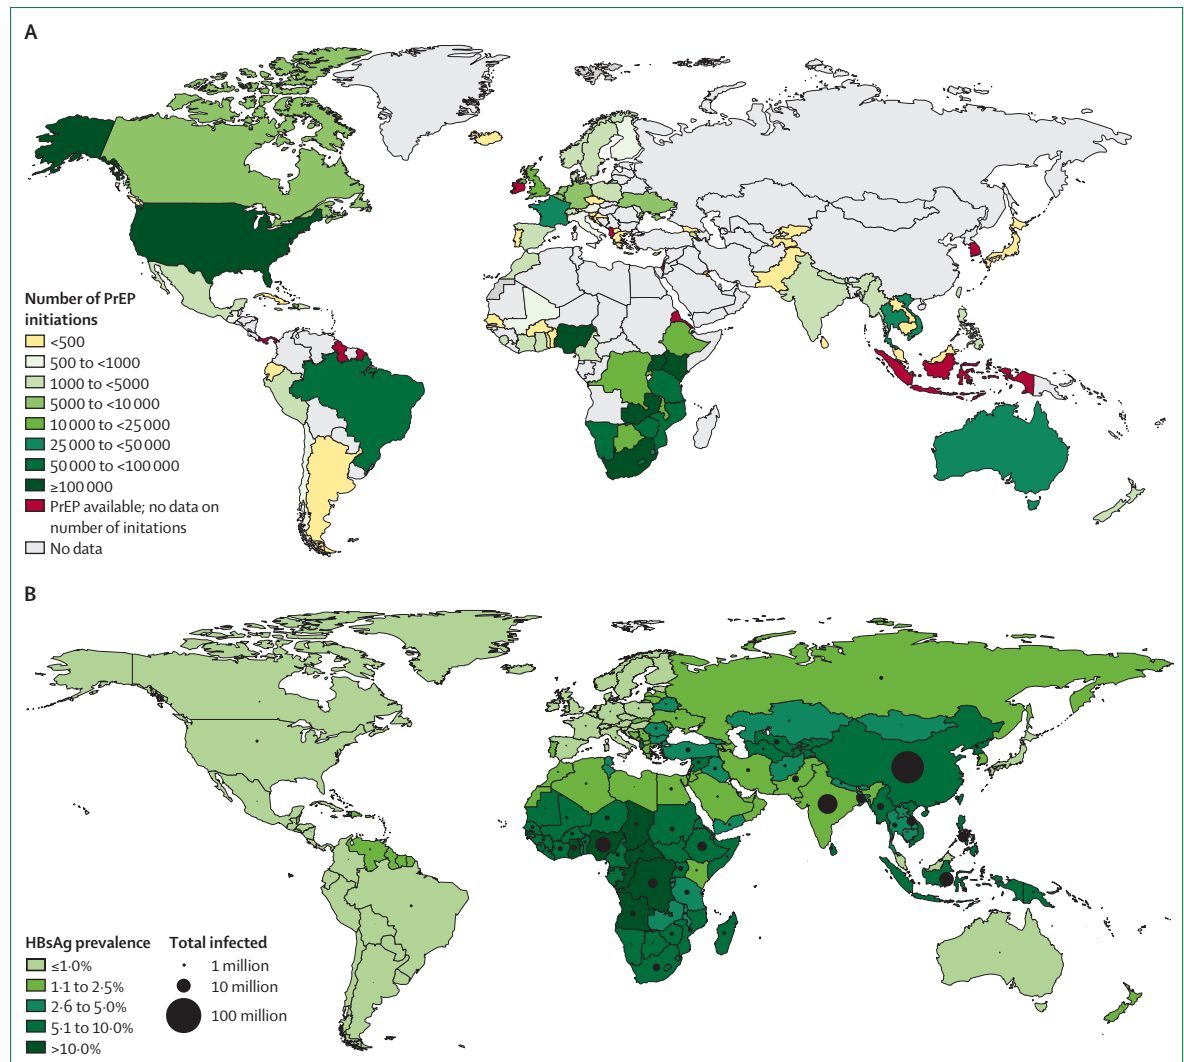 A
Number of PrEP
initiations
<500
500 to <1000
1000 to <5000
5000 to <10 000
10 000 to <25 000
25 000 to <50 000
50 000 to <100 000
≥100 000
PrEP available; no data on
number of initations
No data
B
HBsAg prevalence
≤1·0%
1·1 to 2·5%
2·6 to 5·0%
5·1 to 10·0%
>10·0%
Total infected
1 million
10 million
100 million